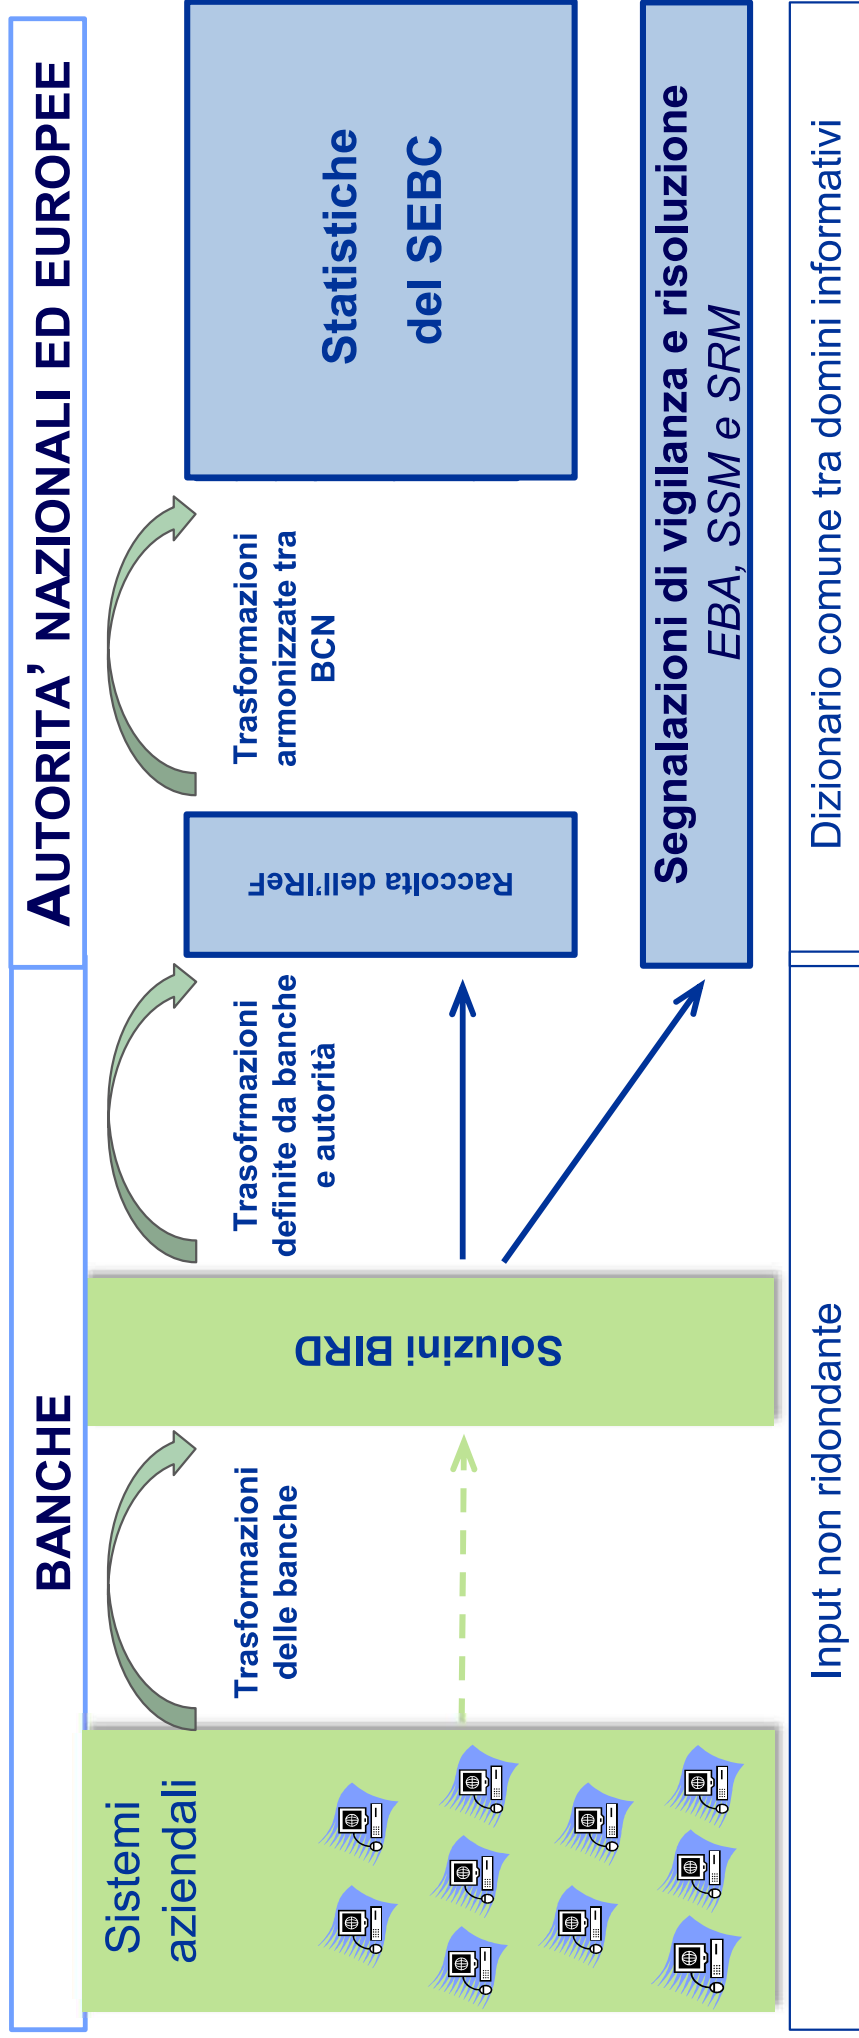 BANCHE
AUTORITA’ NAZIONALI ED EUROPEE
Sistemi
aziendali
Trasformazioni
delle banche
Soluzini BIRD
Trasofrmazioni
definite da banche
e autorità
Raccolta dell'IReF
Trasformazioni
armonizzate tra
BCN
Statistiche
del SEBC
Segnalazioni di vigilanza e risoluzione
EBA, SSM e SRM
Input non ridondante
Dizionario comune tra domini informativi